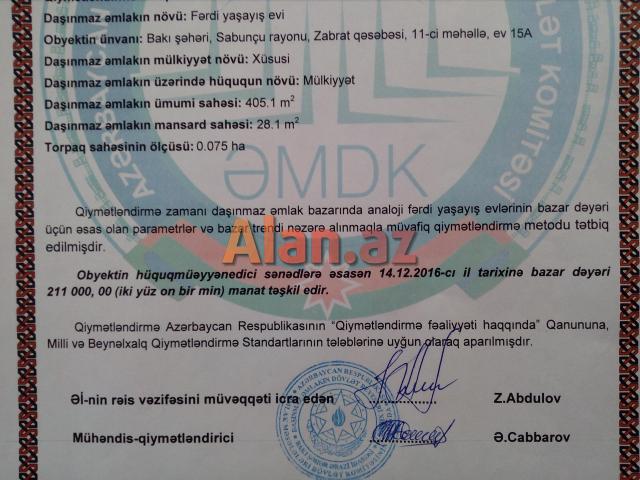 Daşınmaz əmlakın növü: Fərdi yaşayış evi
Obyektin ünvanı: Bakı şəhəri, Sabunçu rayonu, Zabrat qəsəbəsi, 11-ci məhəllə, ev 15A
Daşınmaz əmlakın mülkiyyət növü: Xüsusi
Daşınmaz əmlakın üzərində hüququn növü: Mülkiyyət
Daşınmaz əmlakın ümumi sahəsi: 405.1 m²
Daşınmaz əmlakın mansard sahəsi: 28.1 m²
Torpaq sahəsinin ölçüsü: 0.075 ha
ƏMDK
Qiymətləndirmə zamanı daşınmaz əmlak bazarında analoji fərdi yaşayış evlərinin bazar dəyəri
üçün əsas olan parametrlər və bazar trendi nəzərə alınmaqla müvafiq qiymətləndirmə metodu tətbiq
edilmişdir.
Alan.az
Obyektin hüquqmüəyyənedici sənədlərə əsasən 14.12.2016-cı il tarixinə bazar dəyəri
211 000, 00 (iki yüz on bir min) manat təşkil edir.
Qiymətləndirmə Azərbaycan Respublikasının "Qiymətləndirmə fəaliyyəti haqqında" Qanununa,
Milli və Beynəlxalq Qiymətləndirmə Standartlarının tələblərinə uyğun olaraq aparılmışdır.
Əİ-nin rəis vəzifəsini müvəqqəti icra edən Z.Abdulov
Mühəndis-qiymətləndirici Ə.Cabbarov